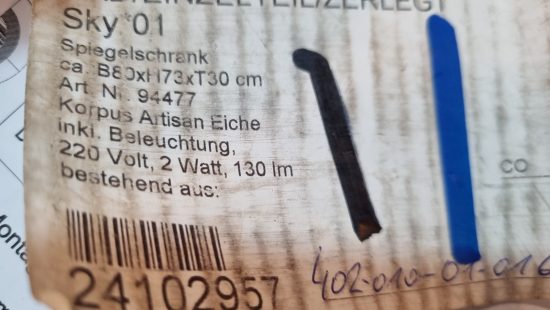 Sky 01
Spiegelschrank
ca. B80xH73xT30 cm
Art. Nr. 94477
Korpus Artisan Eiche
inkl. Beleuchtung,
220 Volt, 2 Watt, 130 lm
bestehend aus:
CO
24102957
402-010-01-016